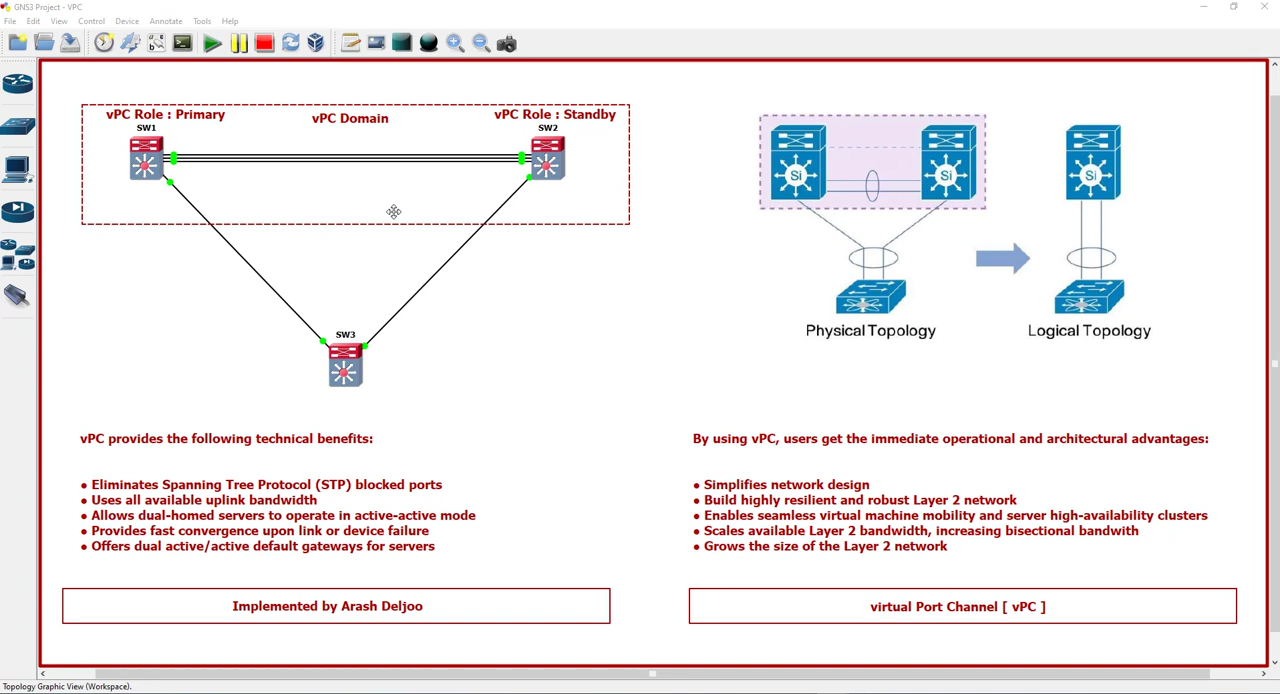 GNS3 Project - VPC
File Edit View Control Device Annotate Tools Help
vPC Role : Primary
vPC Domain
vPC Role : Standby
SW1
SW2
SW3
Si
Si
Si
Physical Topology
Logical Topology
vPC provides the following technical benefits:
● Eliminates Spanning Tree Protocol (STP) blocked ports
● Uses all available uplink bandwidth
● Allows dual-homed servers to operate in active-active mode
● Provides fast convergence upon link or device failure
● Offers dual active/active default gateways for servers
By using vPC, users get the immediate operational and architectural advantages:
● Simplifies network design
● Build highly resilient and robust Layer 2 network
● Enables seamless virtual machine mobility and server high-availability clusters
● Scales available Layer 2 bandwidth, increasing bisectional bandwith
● Grows the size of the Layer 2 network
Implemented by Arash Deljoo
virtual Port Channel [ vPC ]
Topology Graphic View (Workspace).